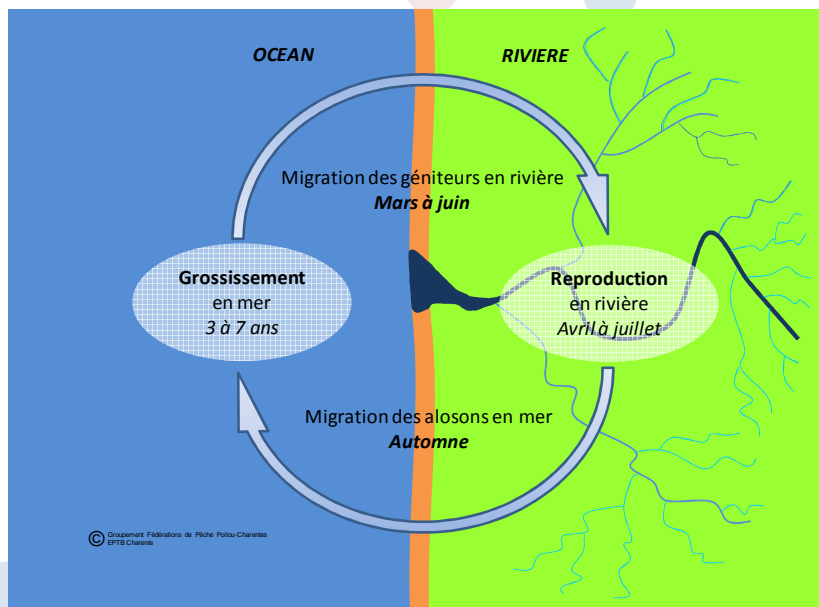 OCEAN
RIVIERE
Migration des géniteurs en rivière
Mars à juin
Grossissement
en mer
3 à 7 ans
Reproduction
en rivière
Avril à juillet
Migration des alosons en mer
Automne
© Groupement Fédérations de Pêche Poitou-Charentes
EPTB Charente